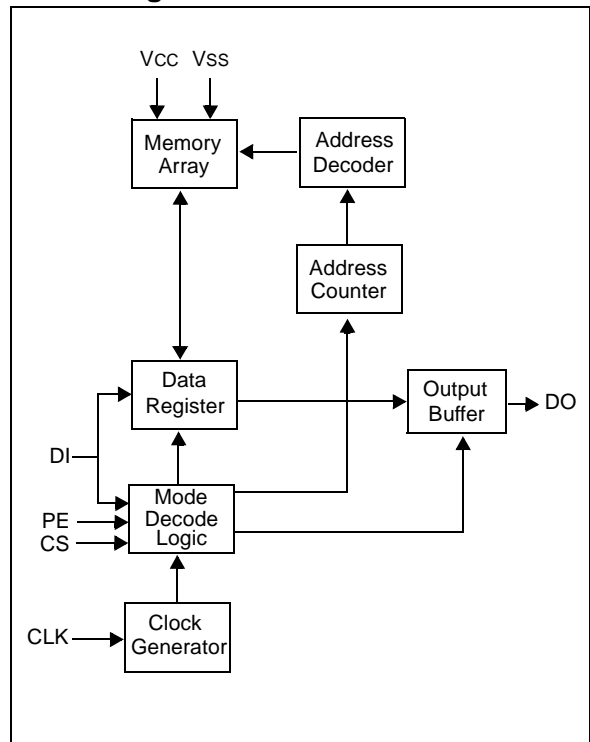 Vcc Vss
Memory
Array
Address
Decoder
Address
Counter
Data
Register
Output
Buffer
DO
DI
Mode
Decode
Logic
PE
CS
Clock
Generator
CLK